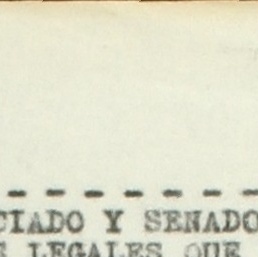 - - - - - - -
CIADO Y SENADO
LEGALES QUE